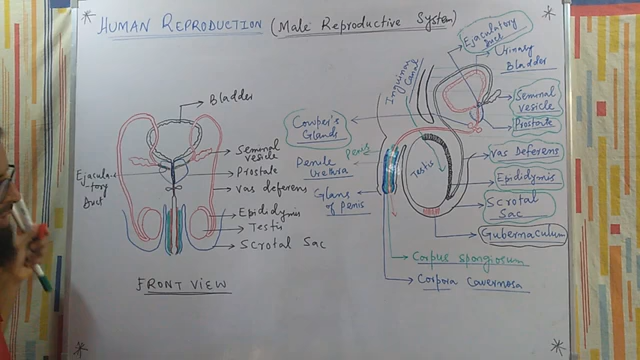 HUMAN REPRODUCTION (Male Reproductive System)
Bladder
Seminal
vesicle
Ejacula-
tory
Duct
Prostate
Vas deferens
Epididymis
Testis
Scrotal Sac
FRONT VIEW
Ejaculatory
duct
Urinary
Bladder
Inguinal
Canal
Seminal
vesicle
Cowper's
Glands
Prostate
Penis
Penile
Urethra
Vas Deferens
Testis
Epididymis
Glans
of Penis
Scrotal
Sac
Gubernaculum
Corpus spongiosum
Corpora cavernosa